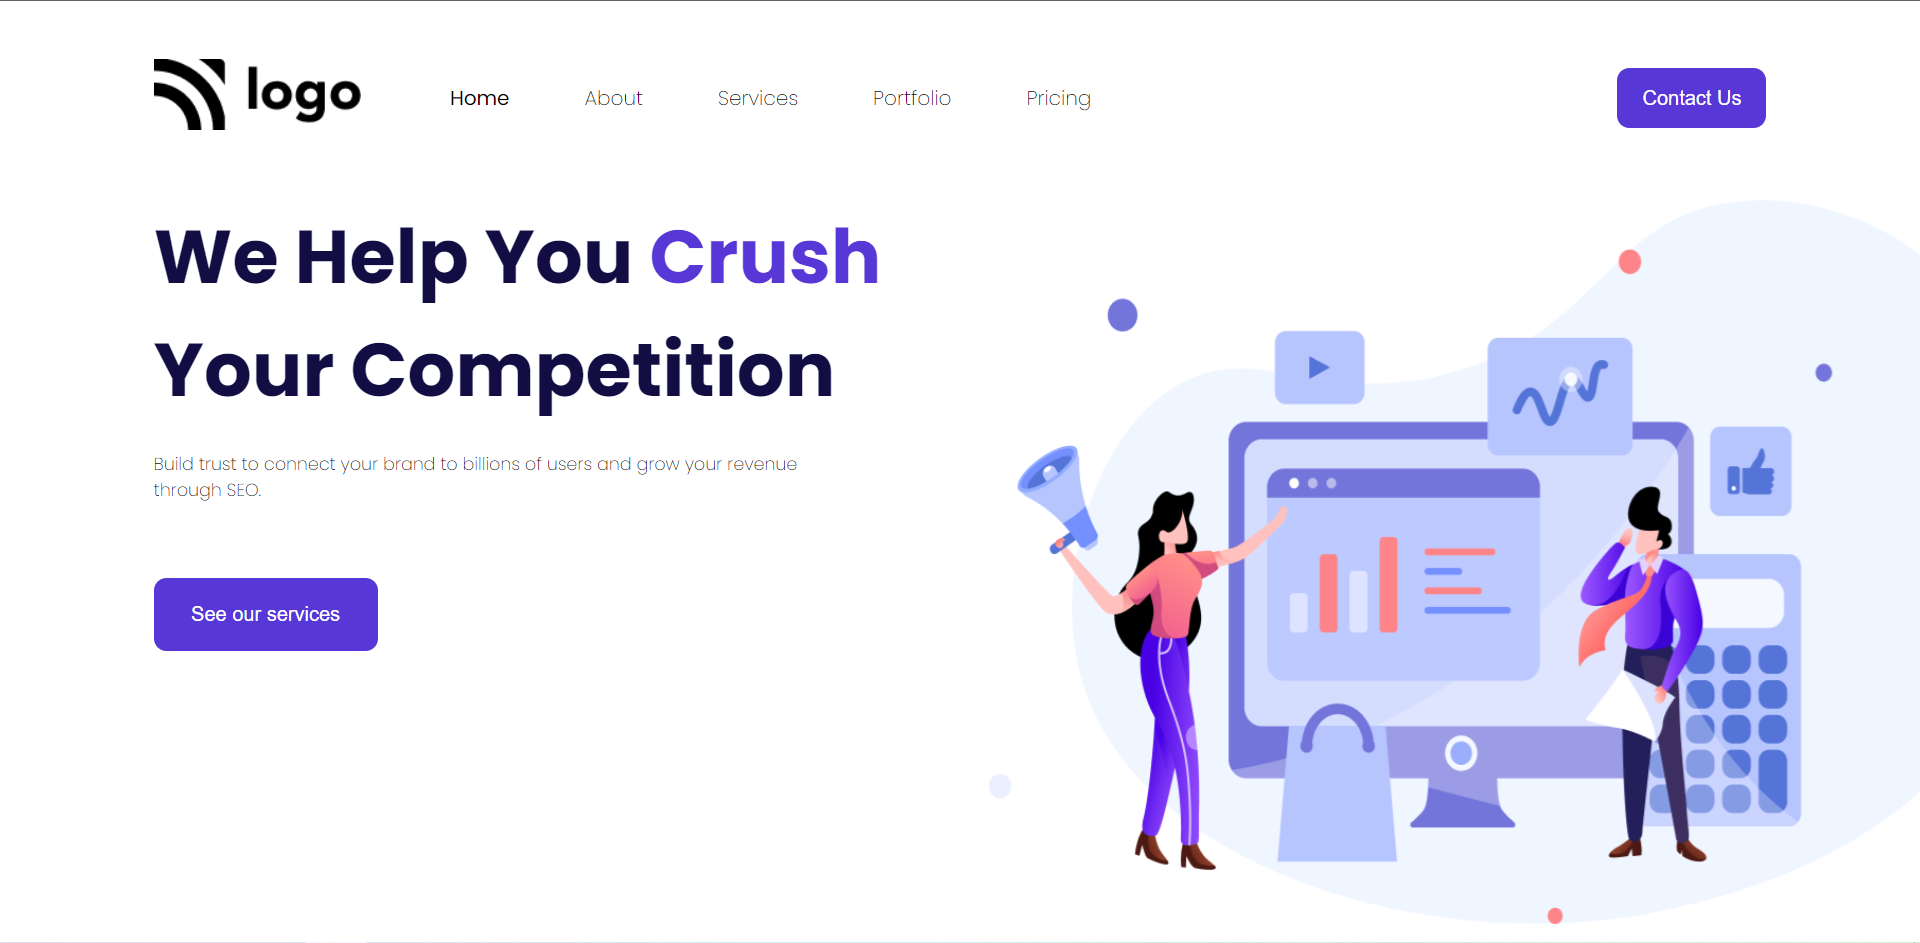 logo
Home About Services Portfolio Pricing
Contact Us
We Help You Crush
Your Competition
Build trust to connect your brand to billions of users and grow your revenue
through SEO.
See our services